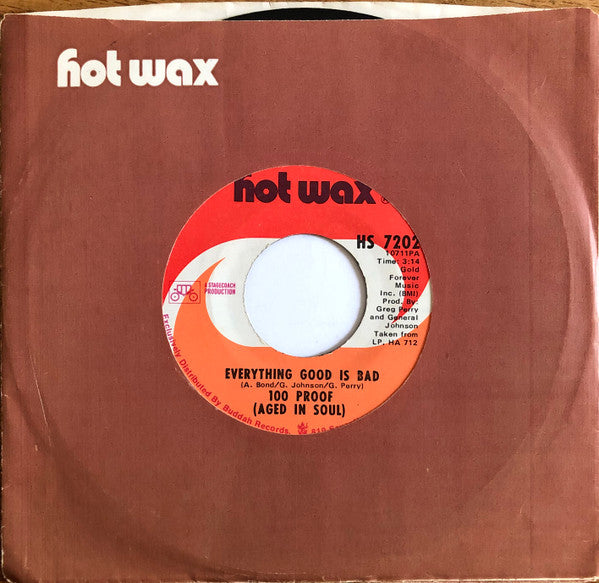 hot wax
hot wax®
HS 7202
10711PA
Time: 3:14
Gold
Forever
Music
Inc. (BMI)
Prod. By:
Greg Perry
and General
Johnson
Taken from
LP. HA 712
A STAGECOACH
PRODUCTION
EVERYTHING GOOD IS BAD
(A. Bond/G. Johnson/G. Perry)
100 PROOF
(AGED IN SOUL)
Exclusively Distributed By Buddah Records,